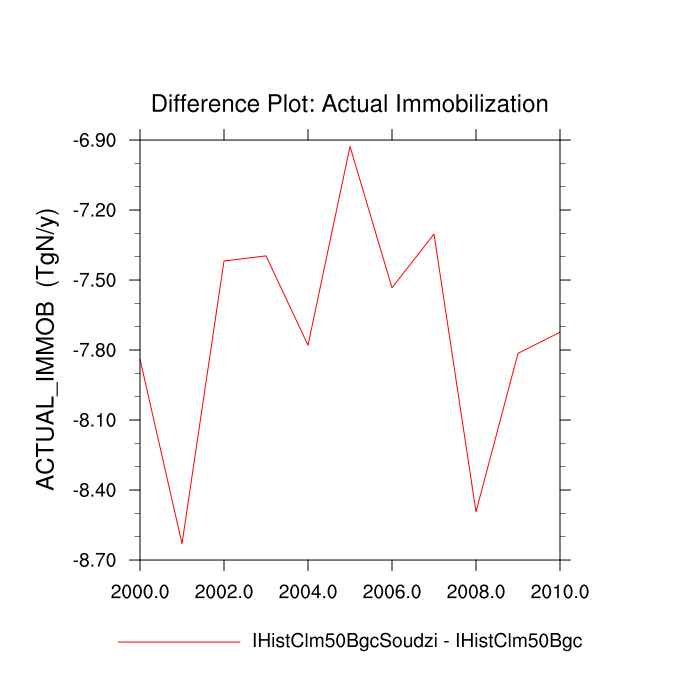 Difference Plot: Actual Immobilization
ACTUAL_IMMOB (TgN/y)
-6.90
-7.20
-7.50
-7.80
-8.10
-8.40
-8.70
2000.0 2002.0 2004.0 2006.0 2008.0 2010.0
IHistClm50BgcSoudzi - IHistClm50Bgc